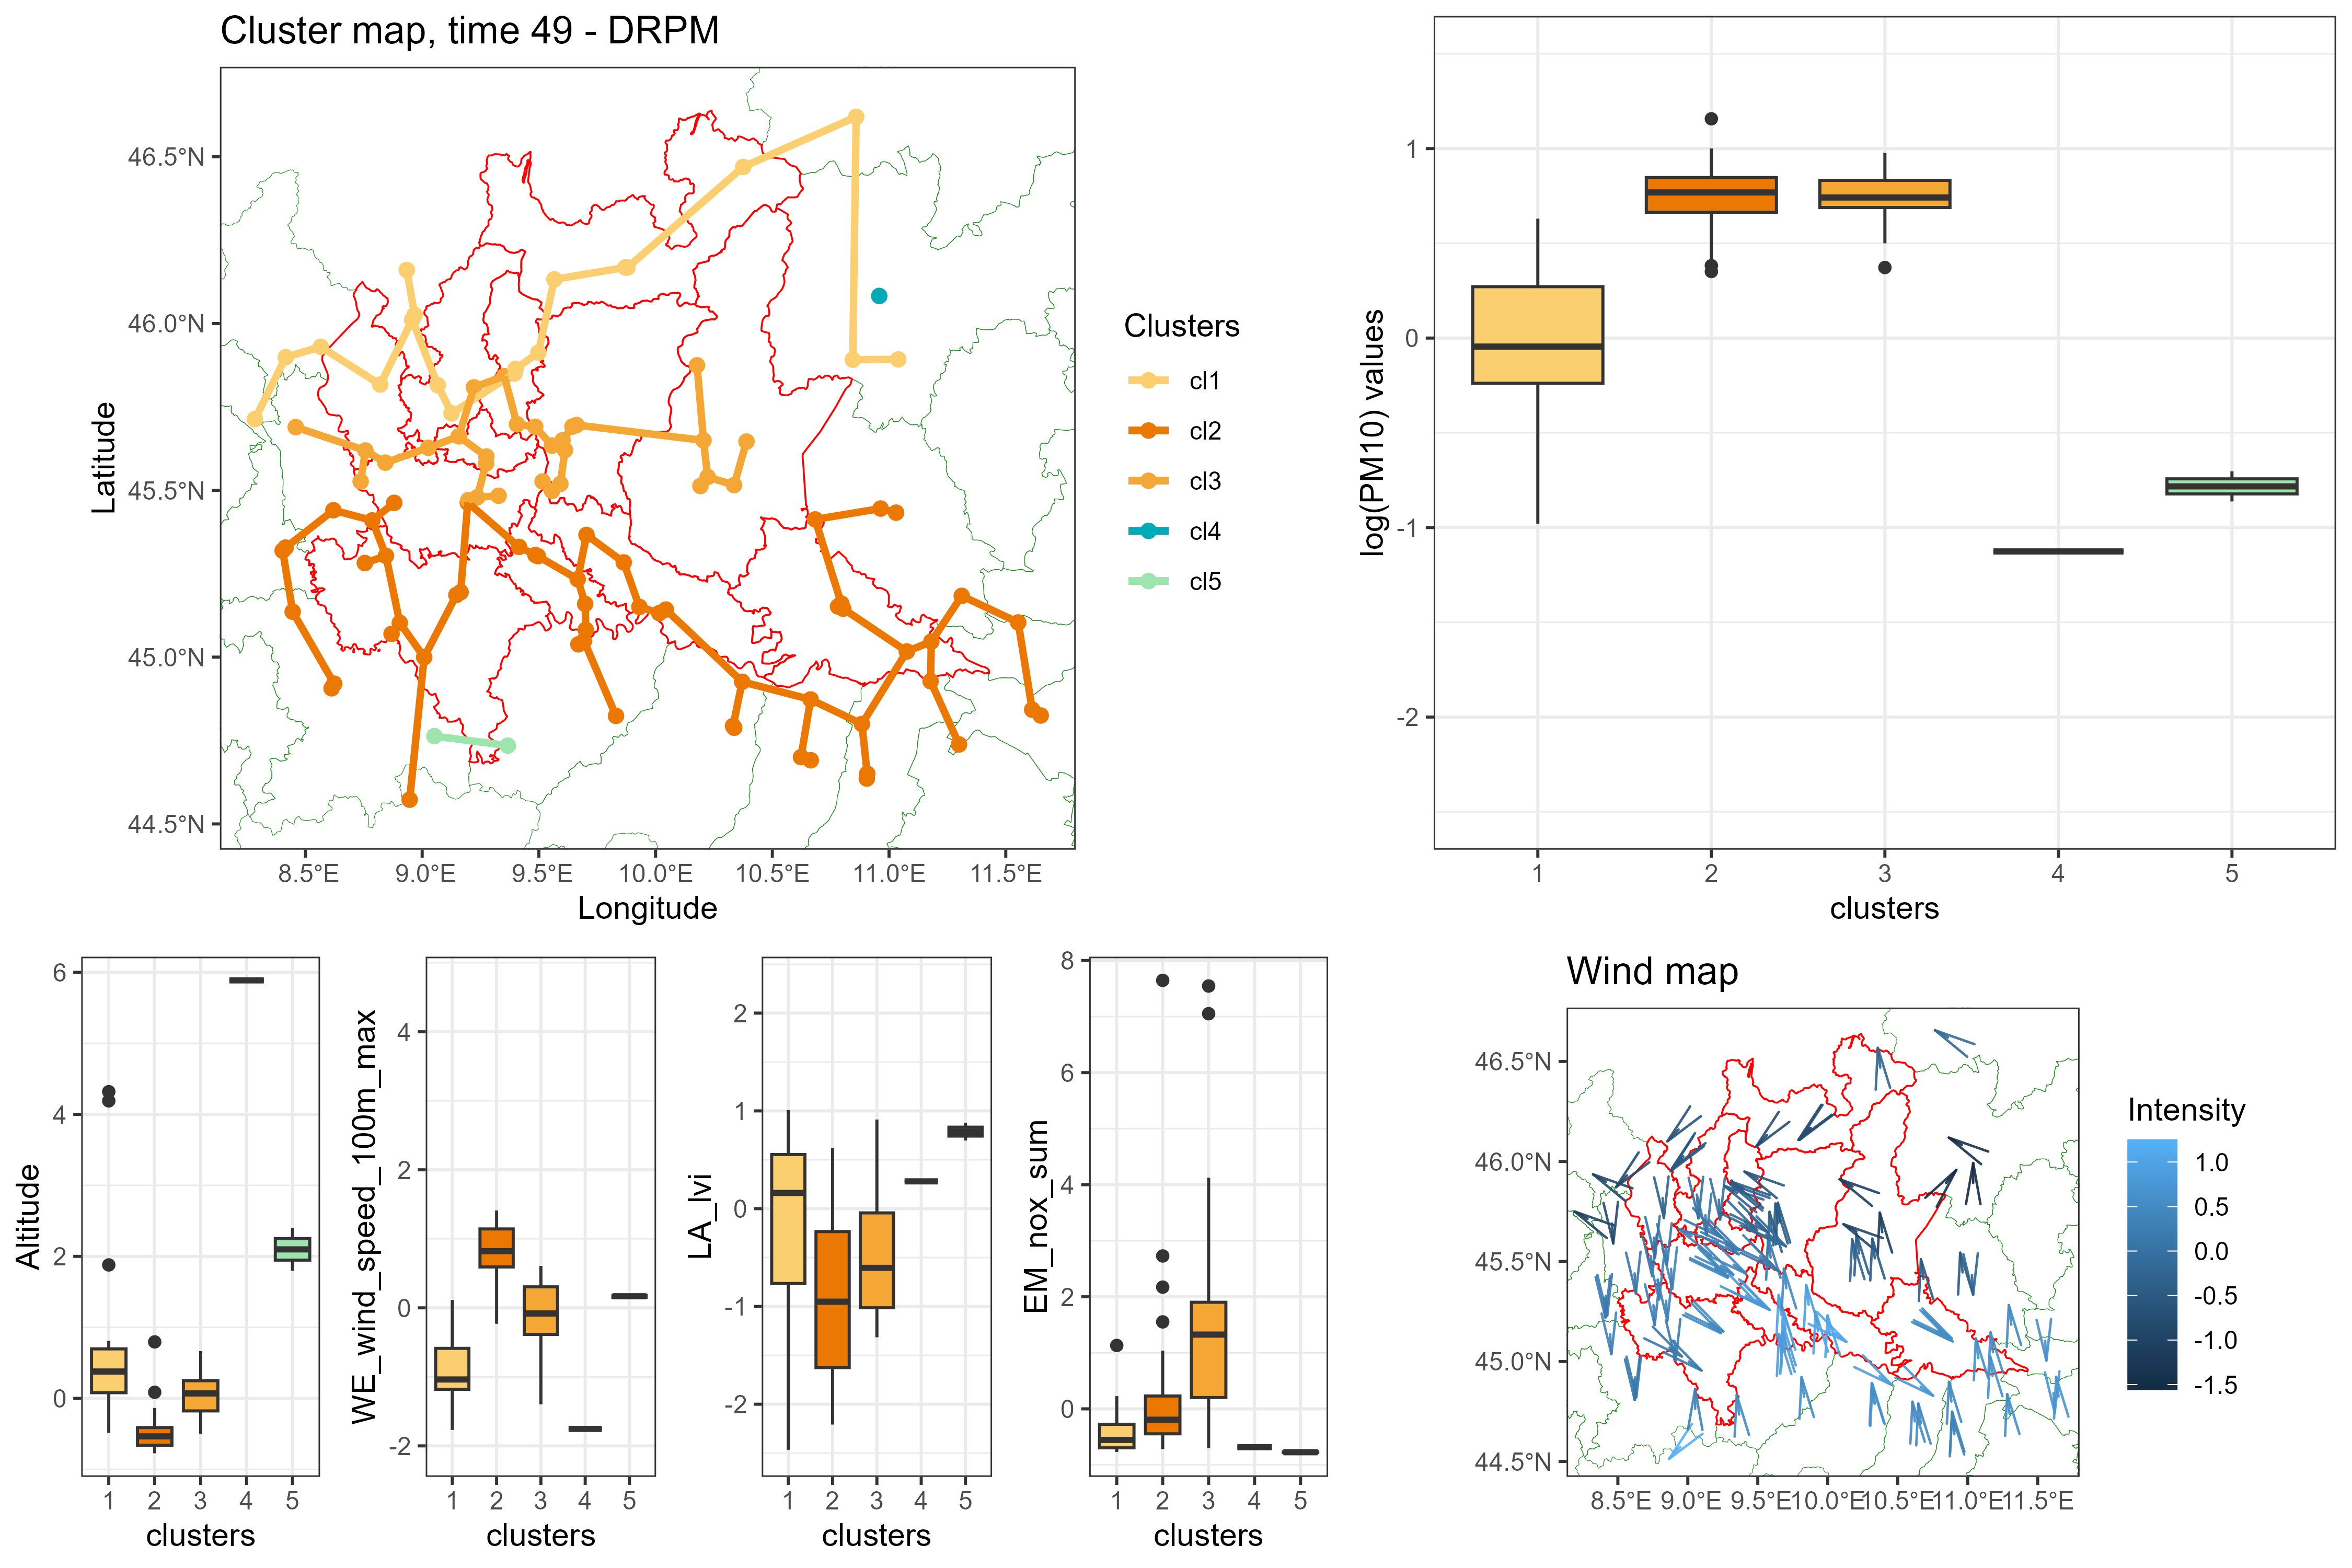 Cluster map, time 49 - DRPM
46.5°N
46.0°N
45.5°N
45.0°N
44.5°N
Latitude
8.5°E 9.0°E 9.5°E 10.0°E 10.5°E 11.0°E 11.5°E
Longitude
Clusters
cl1
cl2
cl3
cl4
cl5
log(PM10) values
1
0
-1
-2
1 2 3 4 5
clusters
Altitude
6
4
2
0
1 2 3 4 5
clusters
WE_wind_speed_100m_max
4
2
0
-2
1 2 3 4 5
clusters
LA_lvi
2
1
0
-1
-2
1 2 3 4 5
clusters
EM_nox_sum
8
6
4
2
0
1 2 3 4 5
clusters
Wind map
46.5°N
46.0°N
45.5°N
45.0°N
44.5°N
8.5°E 9.0°E 9.5°E 10.0°E 10.5°E 11.0°E 11.5°E
Intensity
1.0
0.5
0.0
-0.5
-1.0
-1.5